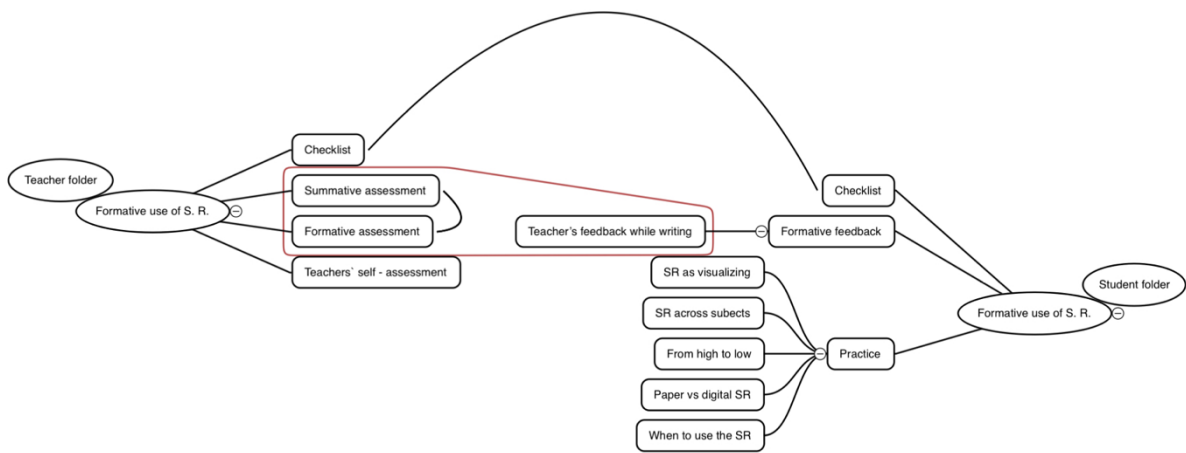 Teacher folder
Formative use of S. R.
Checklist
Summative assessment
Formative assessment
Teachers` self - assessment
Teacher's feedback while writing
Checklist
Formative feedback
SR as visualizing
SR across subects
From high to low
Paper vs digital SR
When to use the SR
Practice
Student folder
Formative use of S. R.